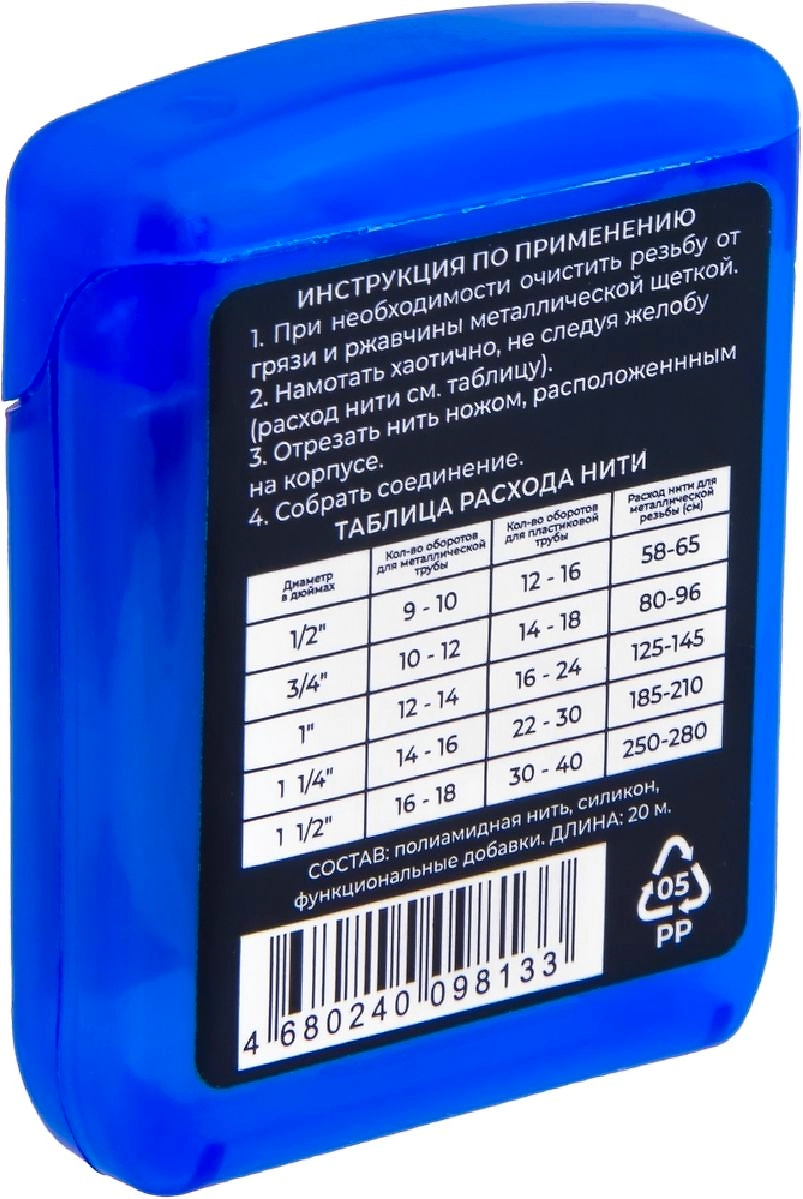 ИНСТРУКЦИЯ ПО ПРИМЕНЕНИЮ
1. При необходимости очистить резьбу от
грязи и ржавчины металлической щеткой.
2. Намотать хаотично, не следуя желобу
(расход нити см. таблицу).
3. Отрезать нить ножом, расположеннным
на корпусе.
4. Собрать соединение.
ТАБЛИЦА РАСХОДА НИТИ
Диаметр
в дюймах
Кол-во оборотов
для металлической
трубы
Кол-во оборотов
для пластиковой
трубы
Расход нити для
металлической
резьбы (см)
1/2" 9 - 10 12 - 16 58-65
3/4" 10 - 12 14 - 18 80-96
1" 12 - 14 16 - 24 125-145
1 1/4" 14 - 16 22 - 30 185-210
1 1/2" 16 - 18 30 - 40 250-280
СОСТАВ: полиамидная нить, силикон,
функциональные добавки. ДЛИНА: 20 м.
4 680240 098133
05
PP